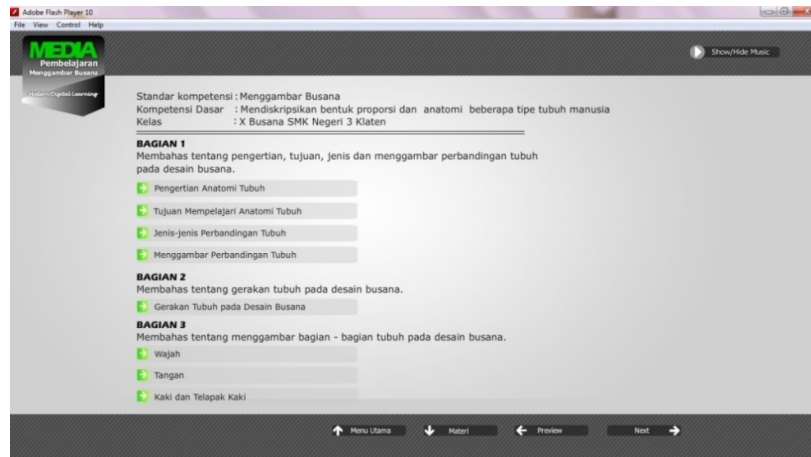 Adobe Flash Player 10
File View Control Help
MEDIA
Pembelajaran
Menggambar Busana
Modern Digital Learning
Show/Hide Music
Standar kompetensi : Menggambar Busana
Kompetensi Dasar : Mendiskripsikan bentuk proporsi dan anatomi beberapa tipe tubuh manusia
Kelas : X Busana SMK Negeri 3 Klaten
BAGIAN 1
Membahas tentang pengertian, tujuan, jenis dan menggambar perbandingan tubuh
pada desain busana.
Pengertian Anatomi Tubuh
Tujuan Mempelajari Anatomi Tubuh
Jenis-jenis Perbandingan Tubuh
Menggambar Perbandingan Tubuh
BAGIAN 2
Membahas tentang gerakan tubuh pada desain busana.
Gerakan Tubuh pada Desain Busana
BAGIAN 3
Membahas tentang menggambar bagian - bagian tubuh pada desain busana.
Wajah
Tangan
Kaki dan Telapak Kaki
Menu Utama Materi Preview Next